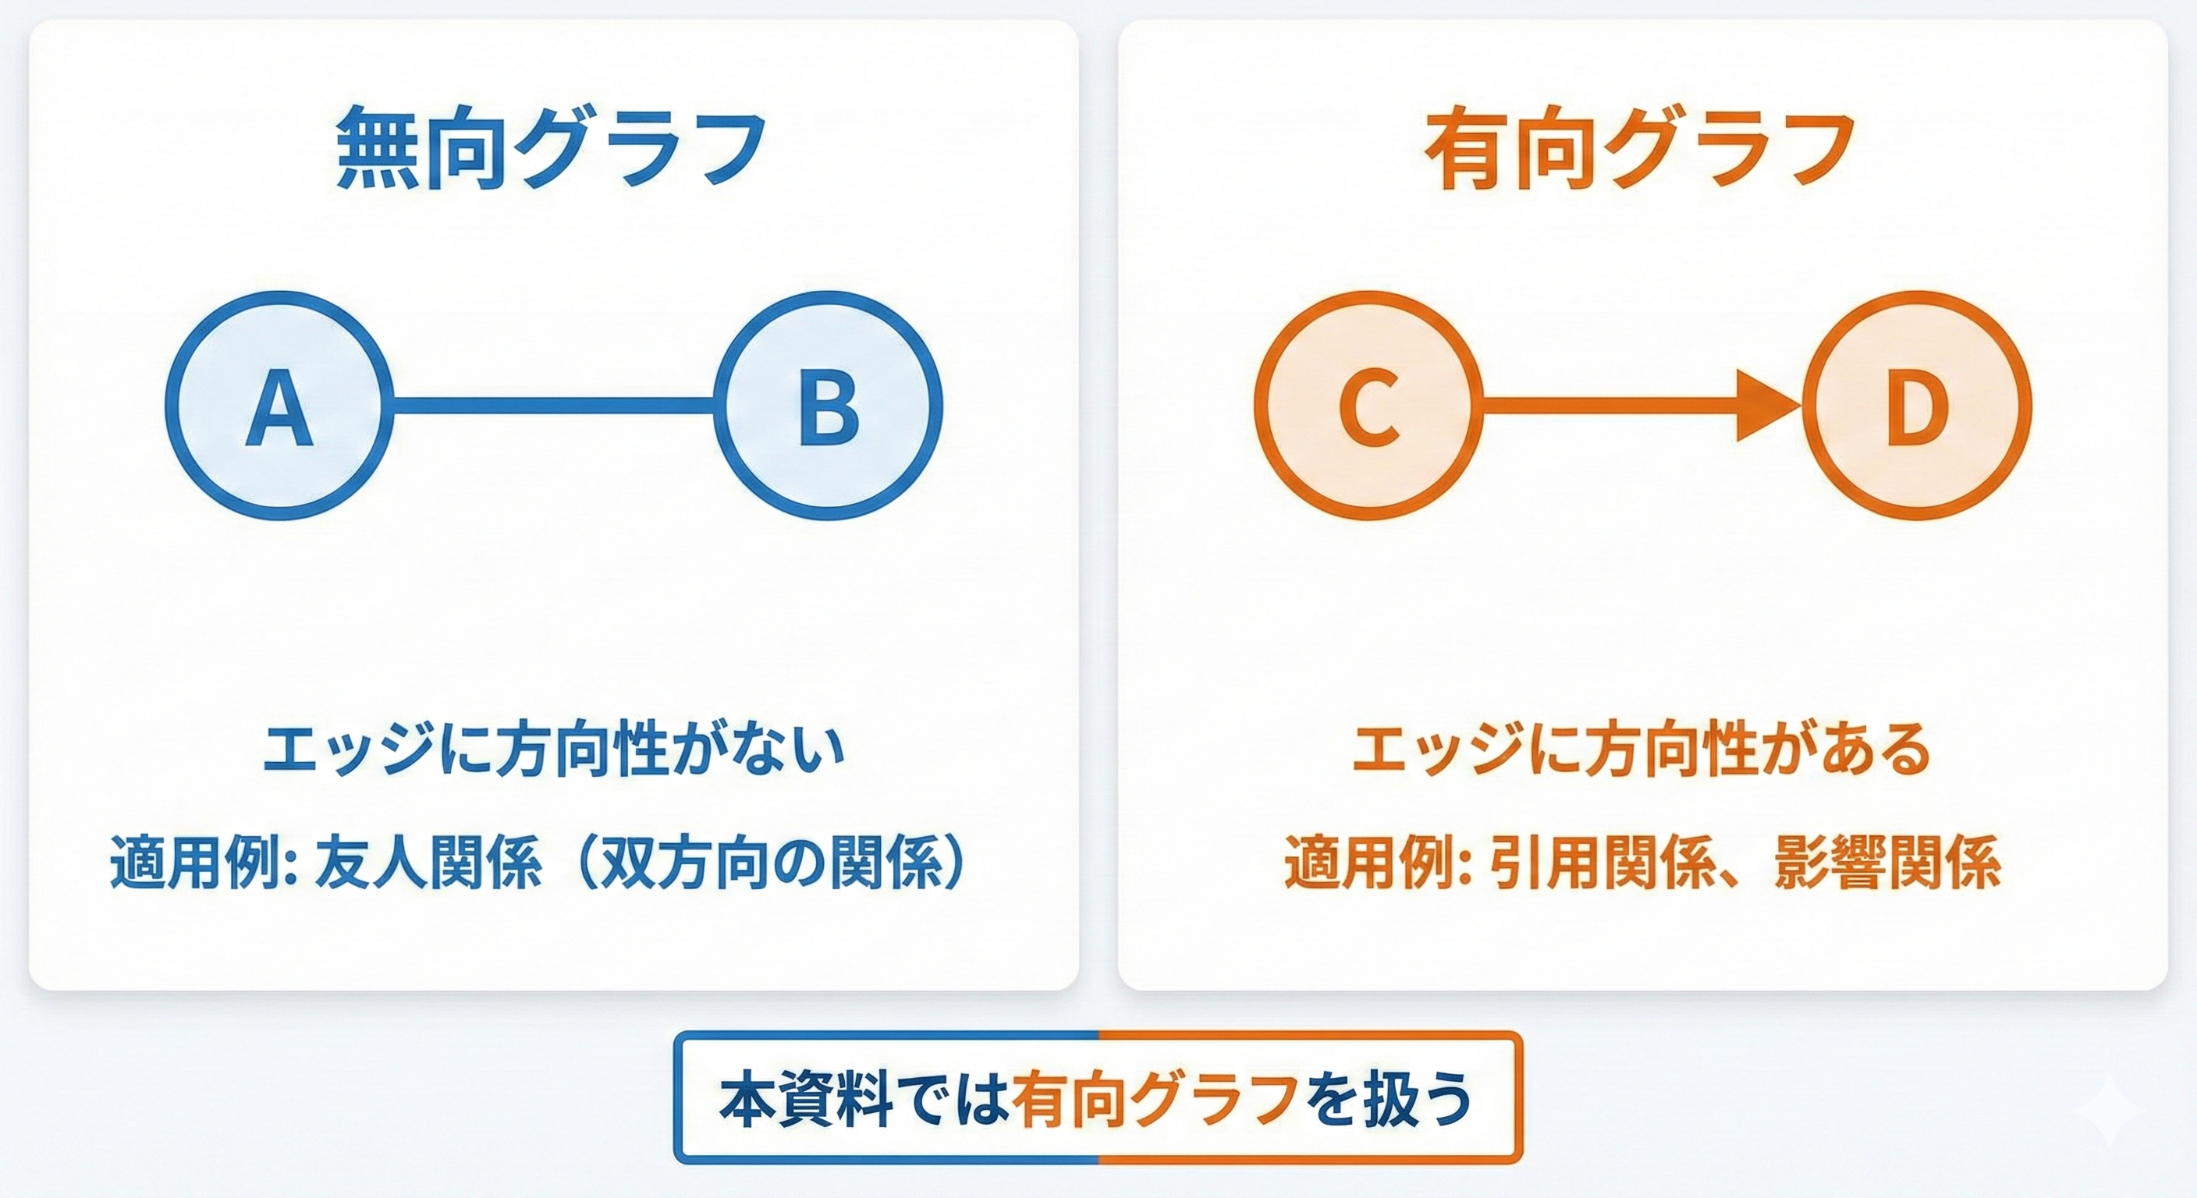 無向グラフ
A
B
エッジに方向性がない
適用例: 友人関係（双方向の関係）
有向グラフ
C
D
エッジに方向性がある
適用例: 引用関係、影響関係
本資料では有向グラフを扱う